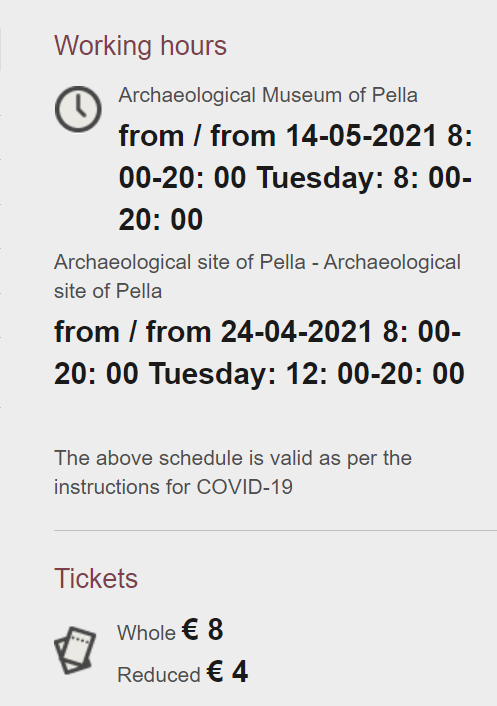 Working hours
Archaeological Museum of Pella
from / from 14-05-2021 8:
00-20: 00 Tuesday: 8: 00-
20: 00
Archaeological site of Pella - Archaeological
site of Pella
from / from 24-04-2021 8: 00-
20: 00 Tuesday: 12: 00-20: 00
The above schedule is valid as per the
instructions for COVID-19
Tickets
Whole € 8
Reduced € 4